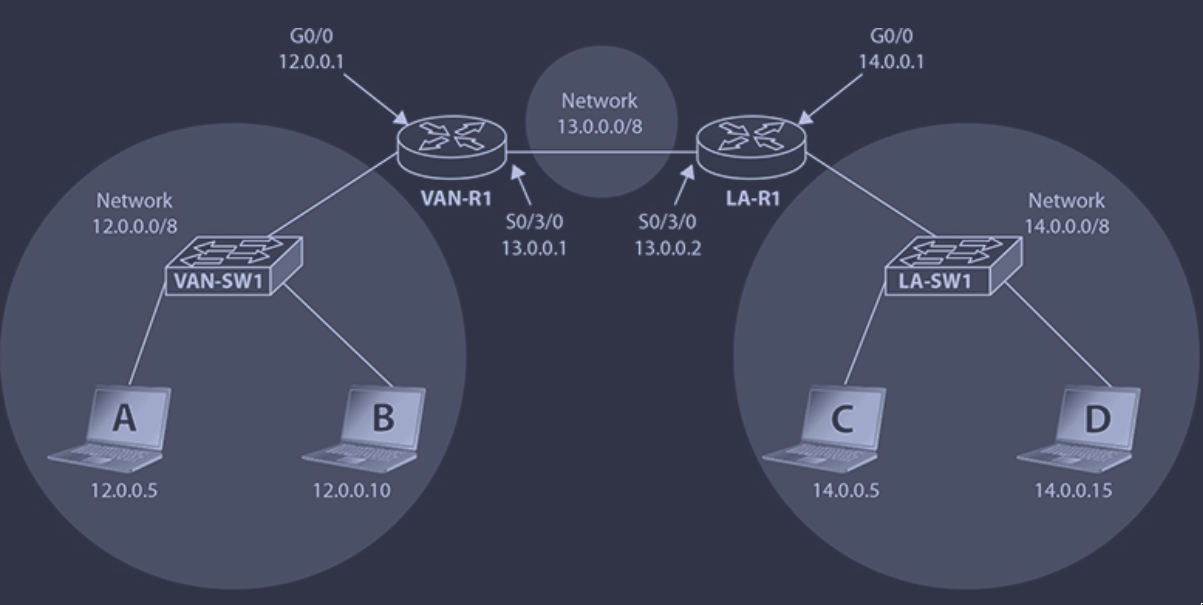 G0/0
12.0.0.1
G0/0
14.0.0.1
Network
13.0.0.0/8
VAN-R1
LA-R1
S0/3/0
13.0.0.1
S0/3/0
13.0.0.2
Network
12.0.0.0/8
Network
14.0.0.0/8
VAN-SW1
LA-SW1
A
B
C
D
12.0.0.5
12.0.0.10
14.0.0.5
14.0.0.15